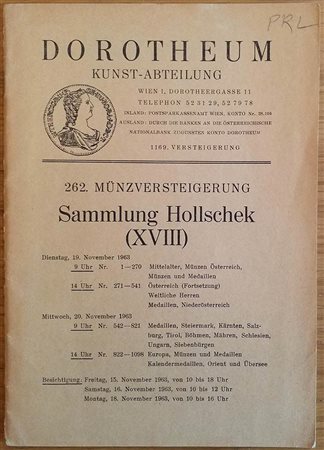 PRL
DOROTHEUM
KUNST-ABTEILUNG
WIEN I, DOROTHEERGASSE 11
TELEPHON 52 31 29, 52 79 78
INLAND: POSTSPARKASSENAMT WIEN, KONTO Nr. 28.105
AUSLAND: DURCH DIE BANKEN AN DIE ÖSTERREICHISCHE
NATIONALBANK ZUGUNSTEN KONTO DOROTHEUM
1169. VERSTEIGERUNG
262. MÜNZVERSTEIGERUNG
Sammlung Hollschek
(XVIII)
Dienstag, 19. November 1963
9 Uhr Nr. 1—270 Mittelalter, Münzen Österreich,
Münzen und Medaillen
14 Uhr Nr. 271—541 Österreich (Fortsetzung)
Weltliche Herren
Medaillen, Niederösterreich
Mittwoch, 20. November 1963
9 Uhr Nr. 542—821 Medaillen, Steiermark, Kärnten, Salz-
burg, Tirol, Böhmen, Mähren, Schlesien,
Ungarn, Siebenbürgen
14 Uhr Nr. 822—1098 Europa, Münzen und Medaillen
Kalendermedaillen, Orient und Übersee
Besichtigung: Freitag, 15. November 1963, von 10 bis 18 Uhr
Samstag, 16. November 1963, von 10 bis 12 Uhr
Montag, 18. November 1963, von 10 bis 16 Uhr